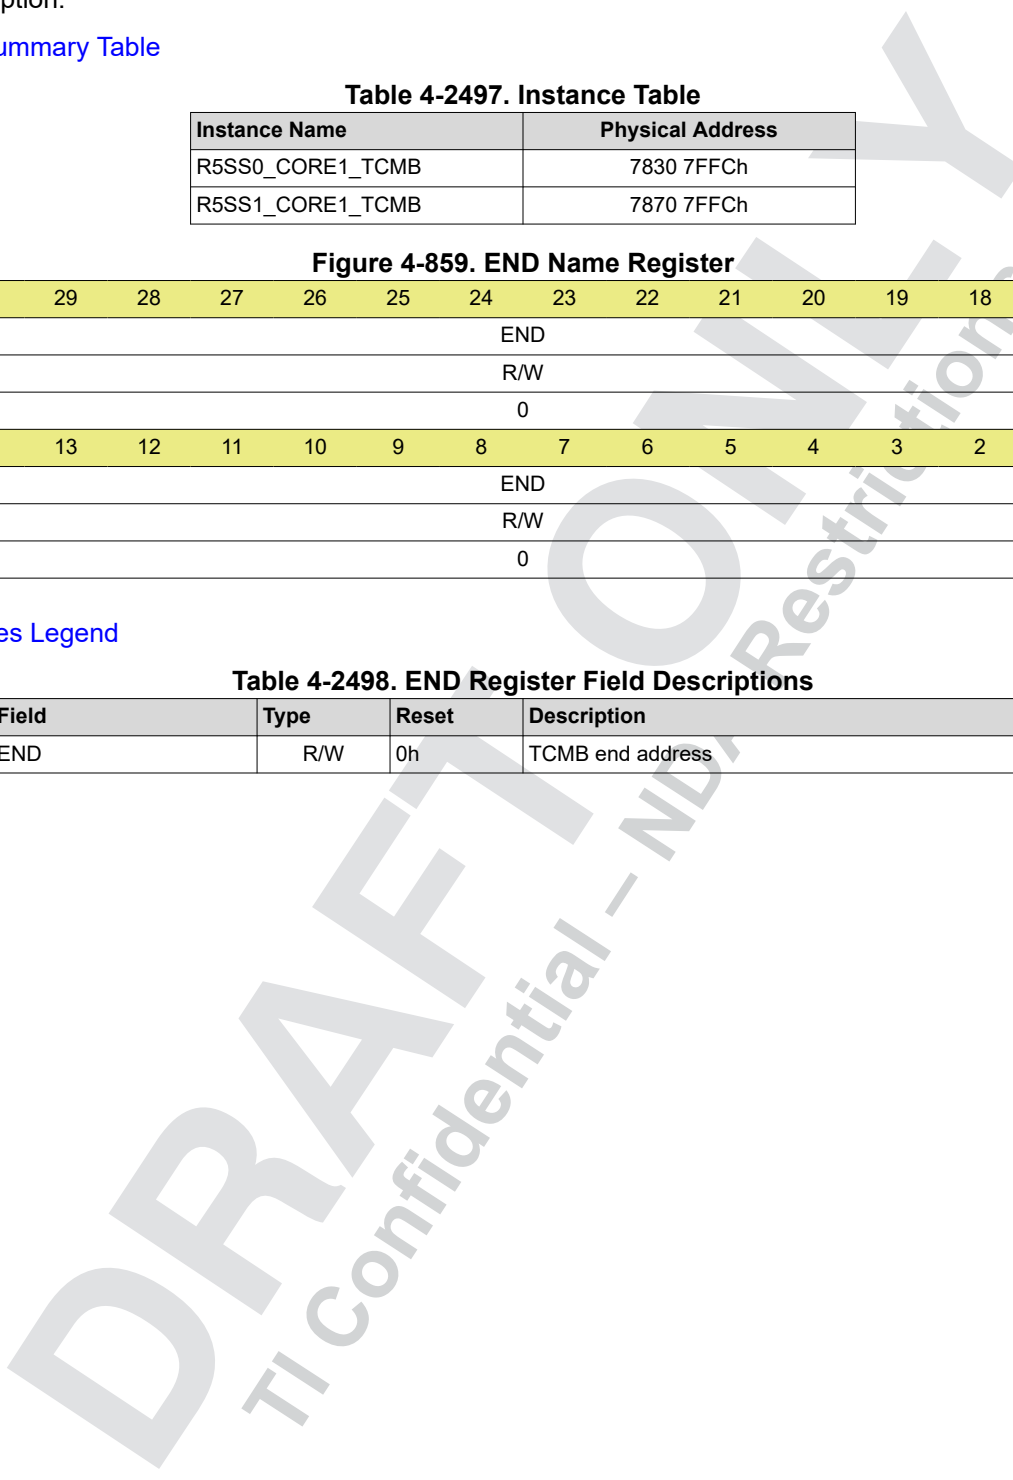 ption.
ummary Table
Table 4-2497. Instance Table
Instance Name Physical Address
R5SS0_CORE1_TCMB 7830 7FFCh
R5SS1_CORE1_TCMB 7870 7FFCh
Figure 4-859. END Name Register
29 28 27 26 25 24 23 22 21 20 19 18
END
R/W
0
13 12 11 10 9 8 7 6 5 4 3 2
END
R/W
0
es Legend
Table 4-2498. END Register Field Descriptions
Field Type Reset Description
END R/W 0h TCMB end address
DRAFT ONLY
TI Confidential – NDA Restrictions